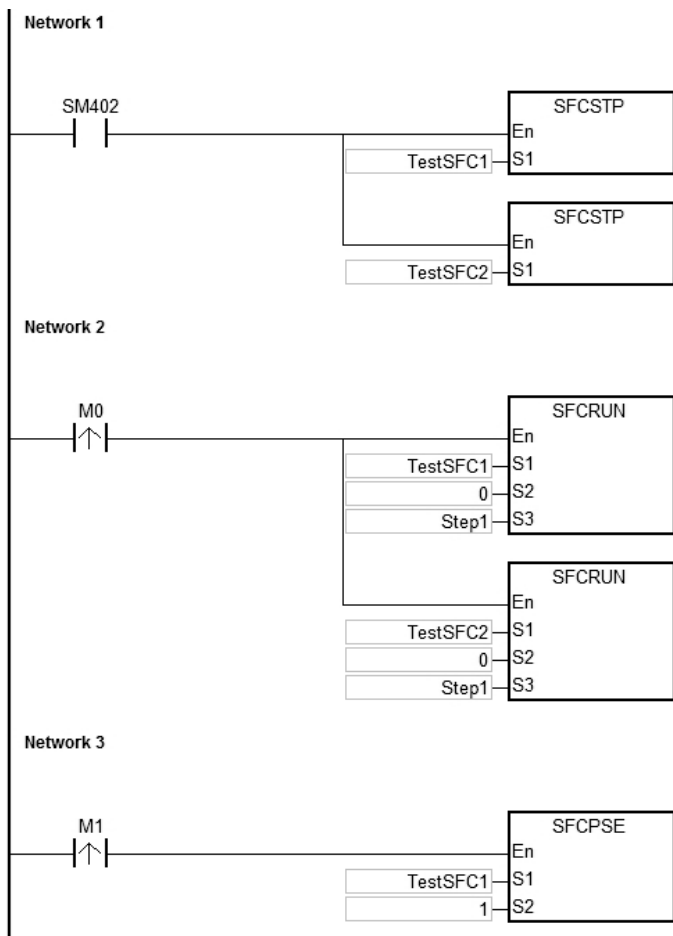 Network 1
SM402
SFCSTP
En
TestSFC1 S1
SFCSTP
En
TestSFC2 S1
Network 2
M0
SFCRUN
En
TestSFC1 S1
0 S2
Step1 S3
SFCRUN
En
TestSFC2 S1
0 S2
Step1 S3
Network 3
M1
SFCPSE
En
TestSFC1 S1
1 S2